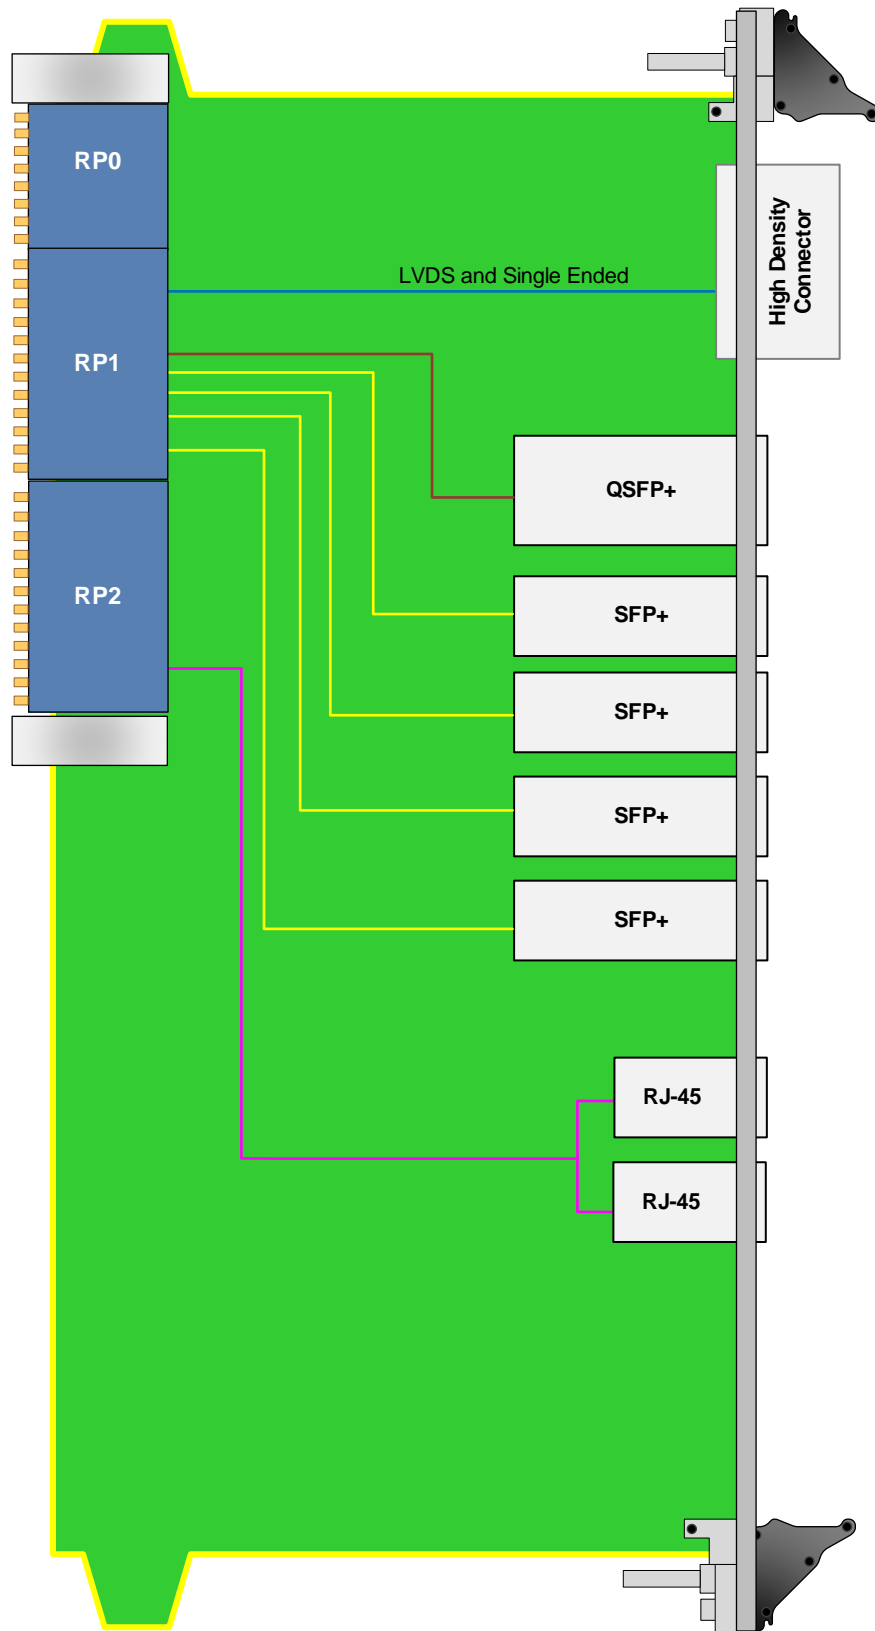 RP0
High Density
Connector
LVDS and Single Ended
RP1
QSFP+
RP2
SFP+
SFP+
SFP+
SFP+
RJ-45
RJ-45